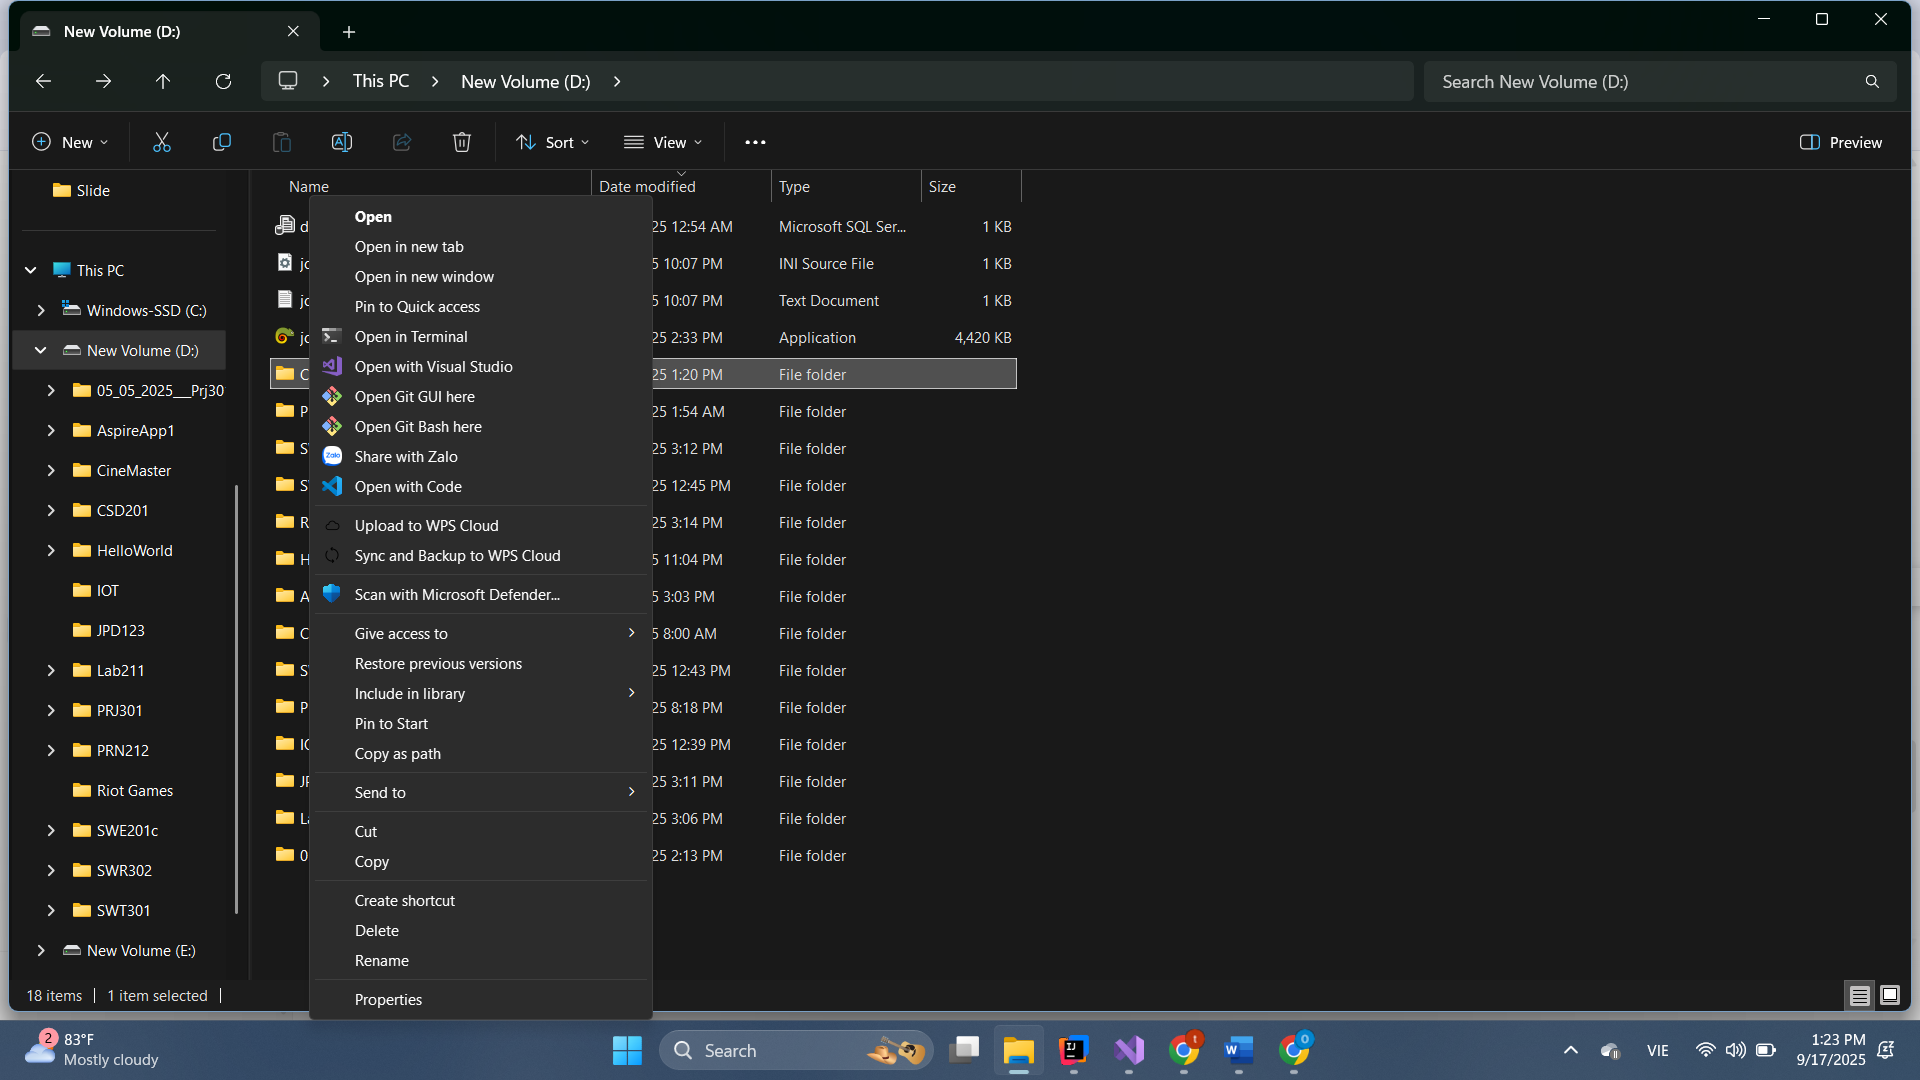 New Volume (D:)
This PC
New Volume (D:)
Search New Volume (D:)
New
Sort
View
Preview
Slide
This PC
Windows-SSD (C:)
New Volume (D:)
05_05_2025___Prj30
AspireApp1
CineMaster
CSD201
HelloWorld
IOT
JPD123
Lab211
PRJ301
PRN212
Riot Games
SWE201c
SWR302
SWT301
New Volume (E:)
Name Date modified Type Size
25 12:54 AM Microsoft SQL Ser... 1 KB
5 10:07 PM INI Source File 1 KB
5 10:07 PM Text Document 1 KB
25 2:33 PM Application 4,420 KB
25 1:20 PM File folder
25 1:54 AM File folder
25 3:12 PM File folder
25 12:45 PM File folder
25 3:14 PM File folder
5 11:04 PM File folder
5 3:03 PM File folder
5 8:00 AM File folder
25 12:43 PM File folder
25 8:18 PM File folder
25 12:39 PM File folder
25 3:11 PM File folder
25 3:06 PM File folder
25 2:13 PM File folder
Open
Open in new tab
Open in new window
Pin to Quick access
Open in Terminal
Open with Visual Studio
Open Git GUI here
Open Git Bash here
Share with Zalo
Open with Code
Upload to WPS Cloud
Sync and Backup to WPS Cloud
Scan with Microsoft Defender...
Give access to
Restore previous versions
Include in library
Pin to Start
Copy as path
Send to
Cut
Copy
Create shortcut
Delete
Rename
Properties
18 items
1 item selected
2
83°F
Mostly cloudy
Search
VIE
1:23 PM
9/17/2025